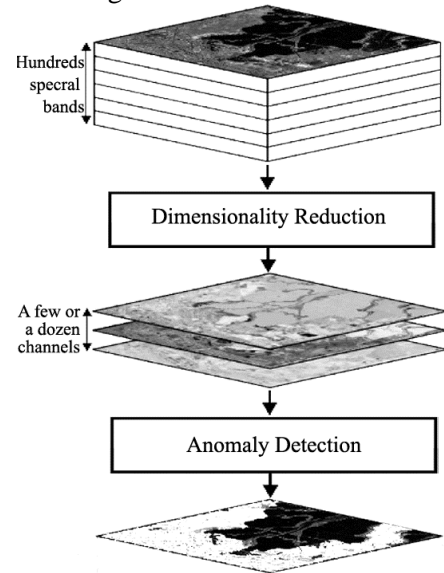 Hundreds
specral
bands
Dimensionality Reduction
A few or
a dozen
channels
Anomaly Detection